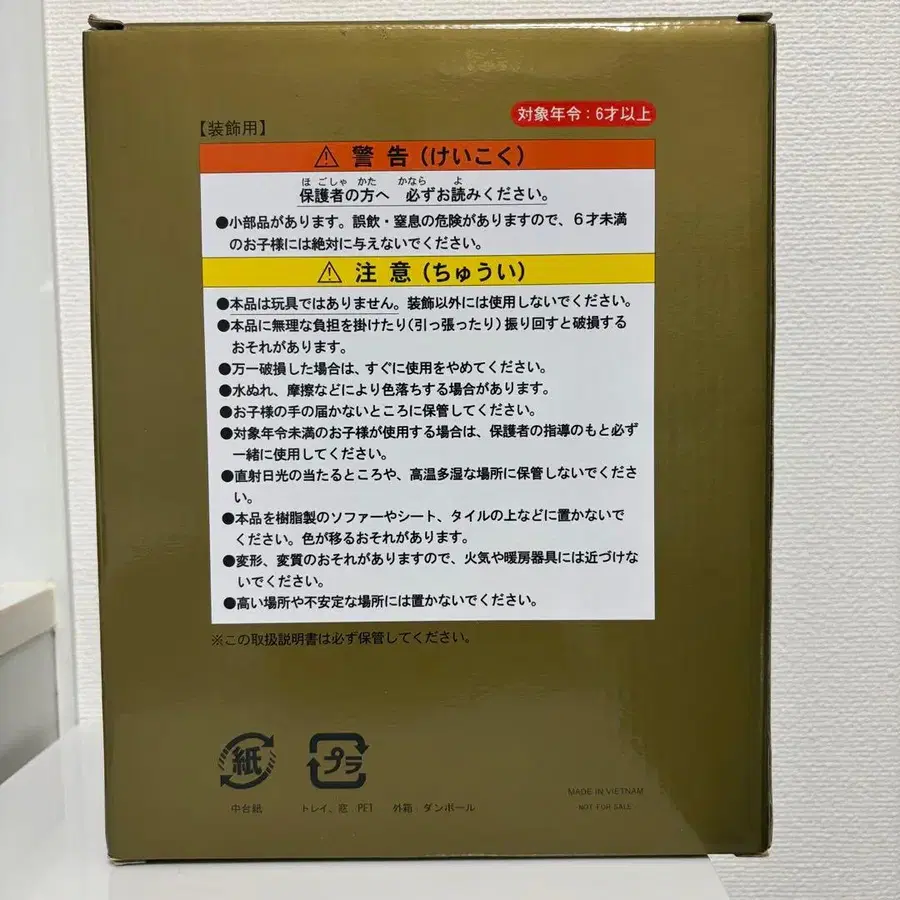 対象年令：6才以上
【装飾用】
⚠ 警告(けいこく)
ほごしゃ かた かなら よ
保護者の方へ 必ずお読みください。
●小部品があります。誤飲・窒息の危険がありますので、６才未満
のお子様には絶対に与えないでください。
⚠ 注意(ちゅうい)
●本品は玩具ではありません。装飾以外には使用しないでください。
●本品に無理な負担を掛けたり(引っ張ったり)振り回すと破損する
おそれがあります。
●万一破損した場合は、すぐに使用をやめてください。
●水ぬれ、摩擦などにより色落ちする場合があります。
●お子様の手の届かないところに保管してください。
●対象年令未満のお子様が使用する場合は、保護者の指導のもと必ず
一緒に使用してください。
●直射日光の当たるところや、高温多湿な場所に保管しないでくださ
い。
●本品を樹脂製のソファーやシート、タイルの上などに置かないで
ください。色が移るおそれがあります。
●変形、変質のおそれがありますので、火気や暖房器具には近づけな
いでください。
●高い場所や不安定な場所には置かないでください。
※この取扱説明書は必ず保管してください。
紙 プラ
中台紙 トレイ、窓 PET 外箱 ダンボール
MADE IN VIETNAM
NOT FOR SALE